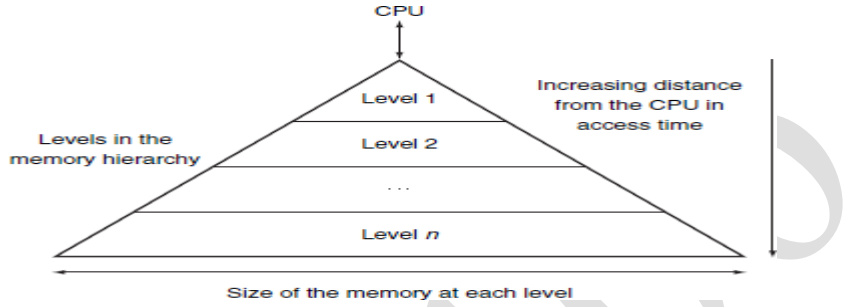 CPU
Level 1
Increasing distance
from the CPU in
access time
Levels in the
memory hierarchy
Level 2
. . .
Level n
Size of the memory at each level